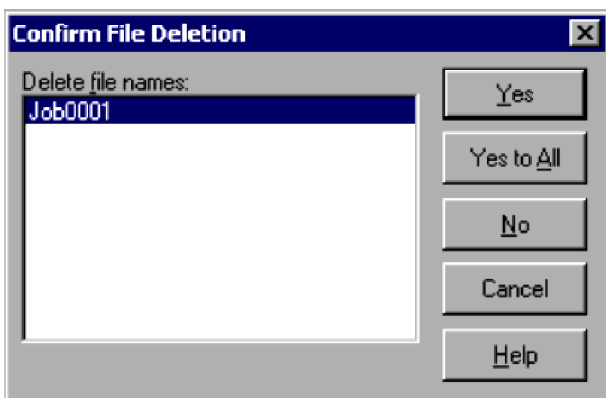 Confirm File Deletion
Delete file names:
Job0001
Yes
Yes to All
No
Cancel
Help